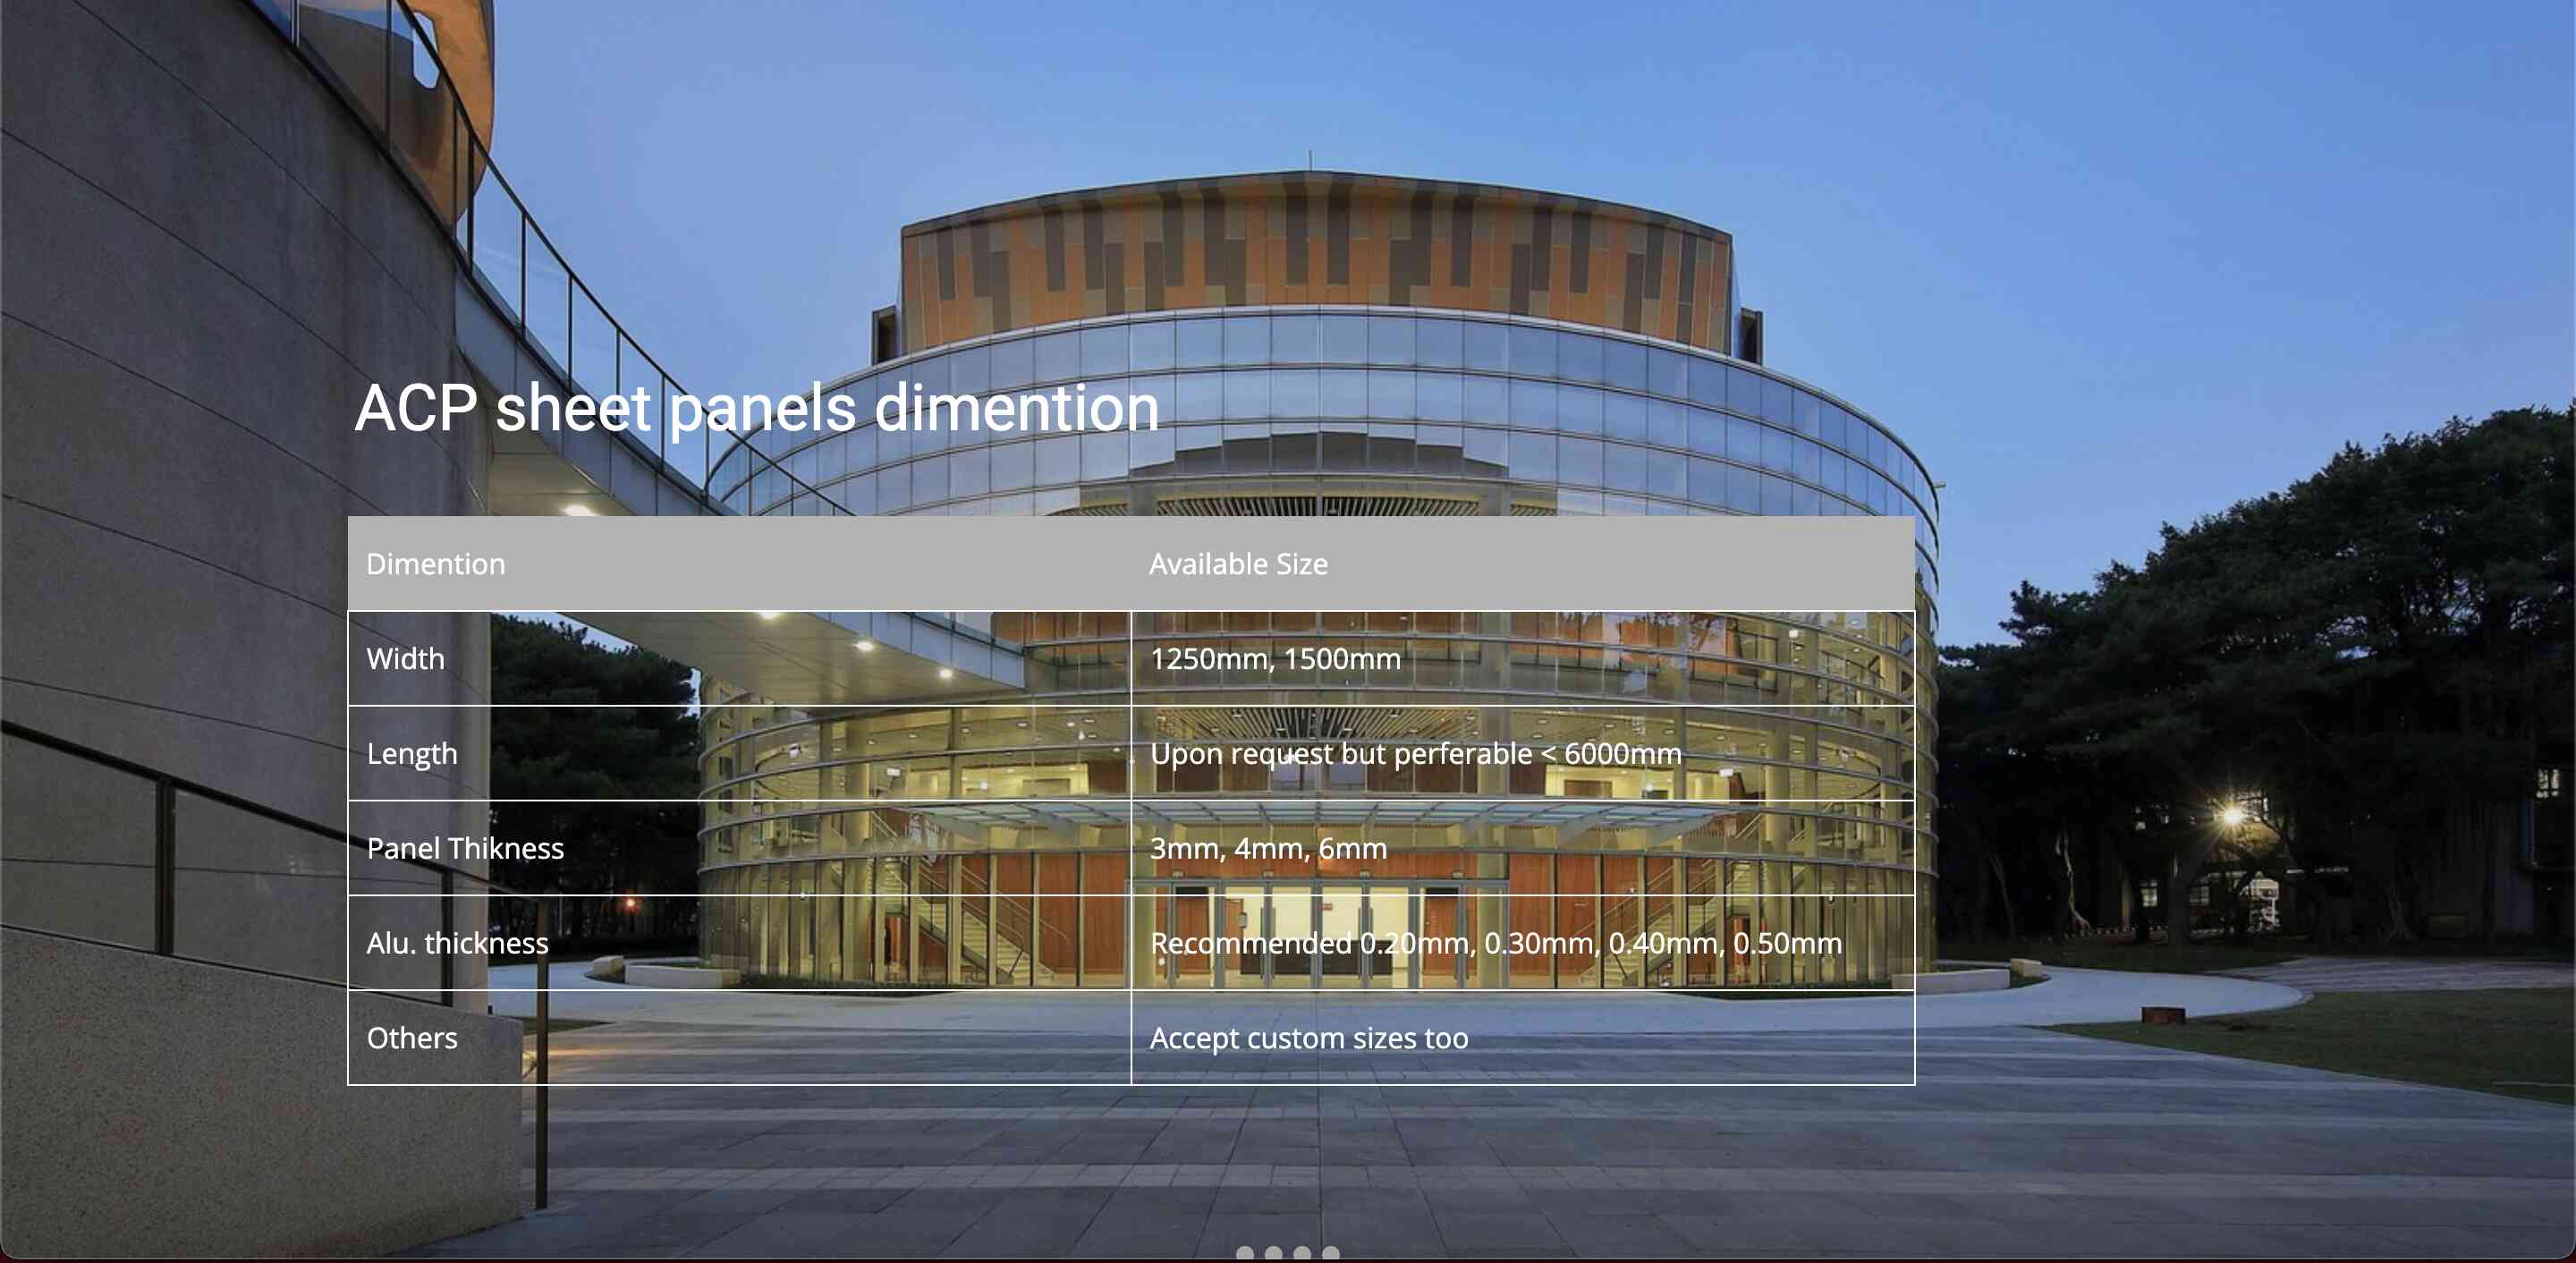 ACP sheet panels dimention
Dimention Available Size
Width 1250mm, 1500mm
Length Upon request but perferable < 6000mm
Panel Thikness 3mm, 4mm, 6mm
Alu. thickness Recommended 0.20mm, 0.30mm, 0.40mm, 0.50mm
Others Accept custom sizes too